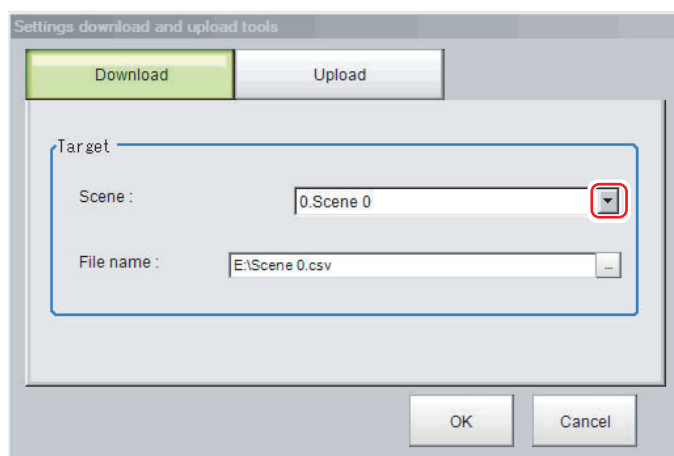 Settings download and upload tools
Download Upload
Target
Scene : 0.Scene 0
File name : E:\Scene 0.csv ...
OK Cancel